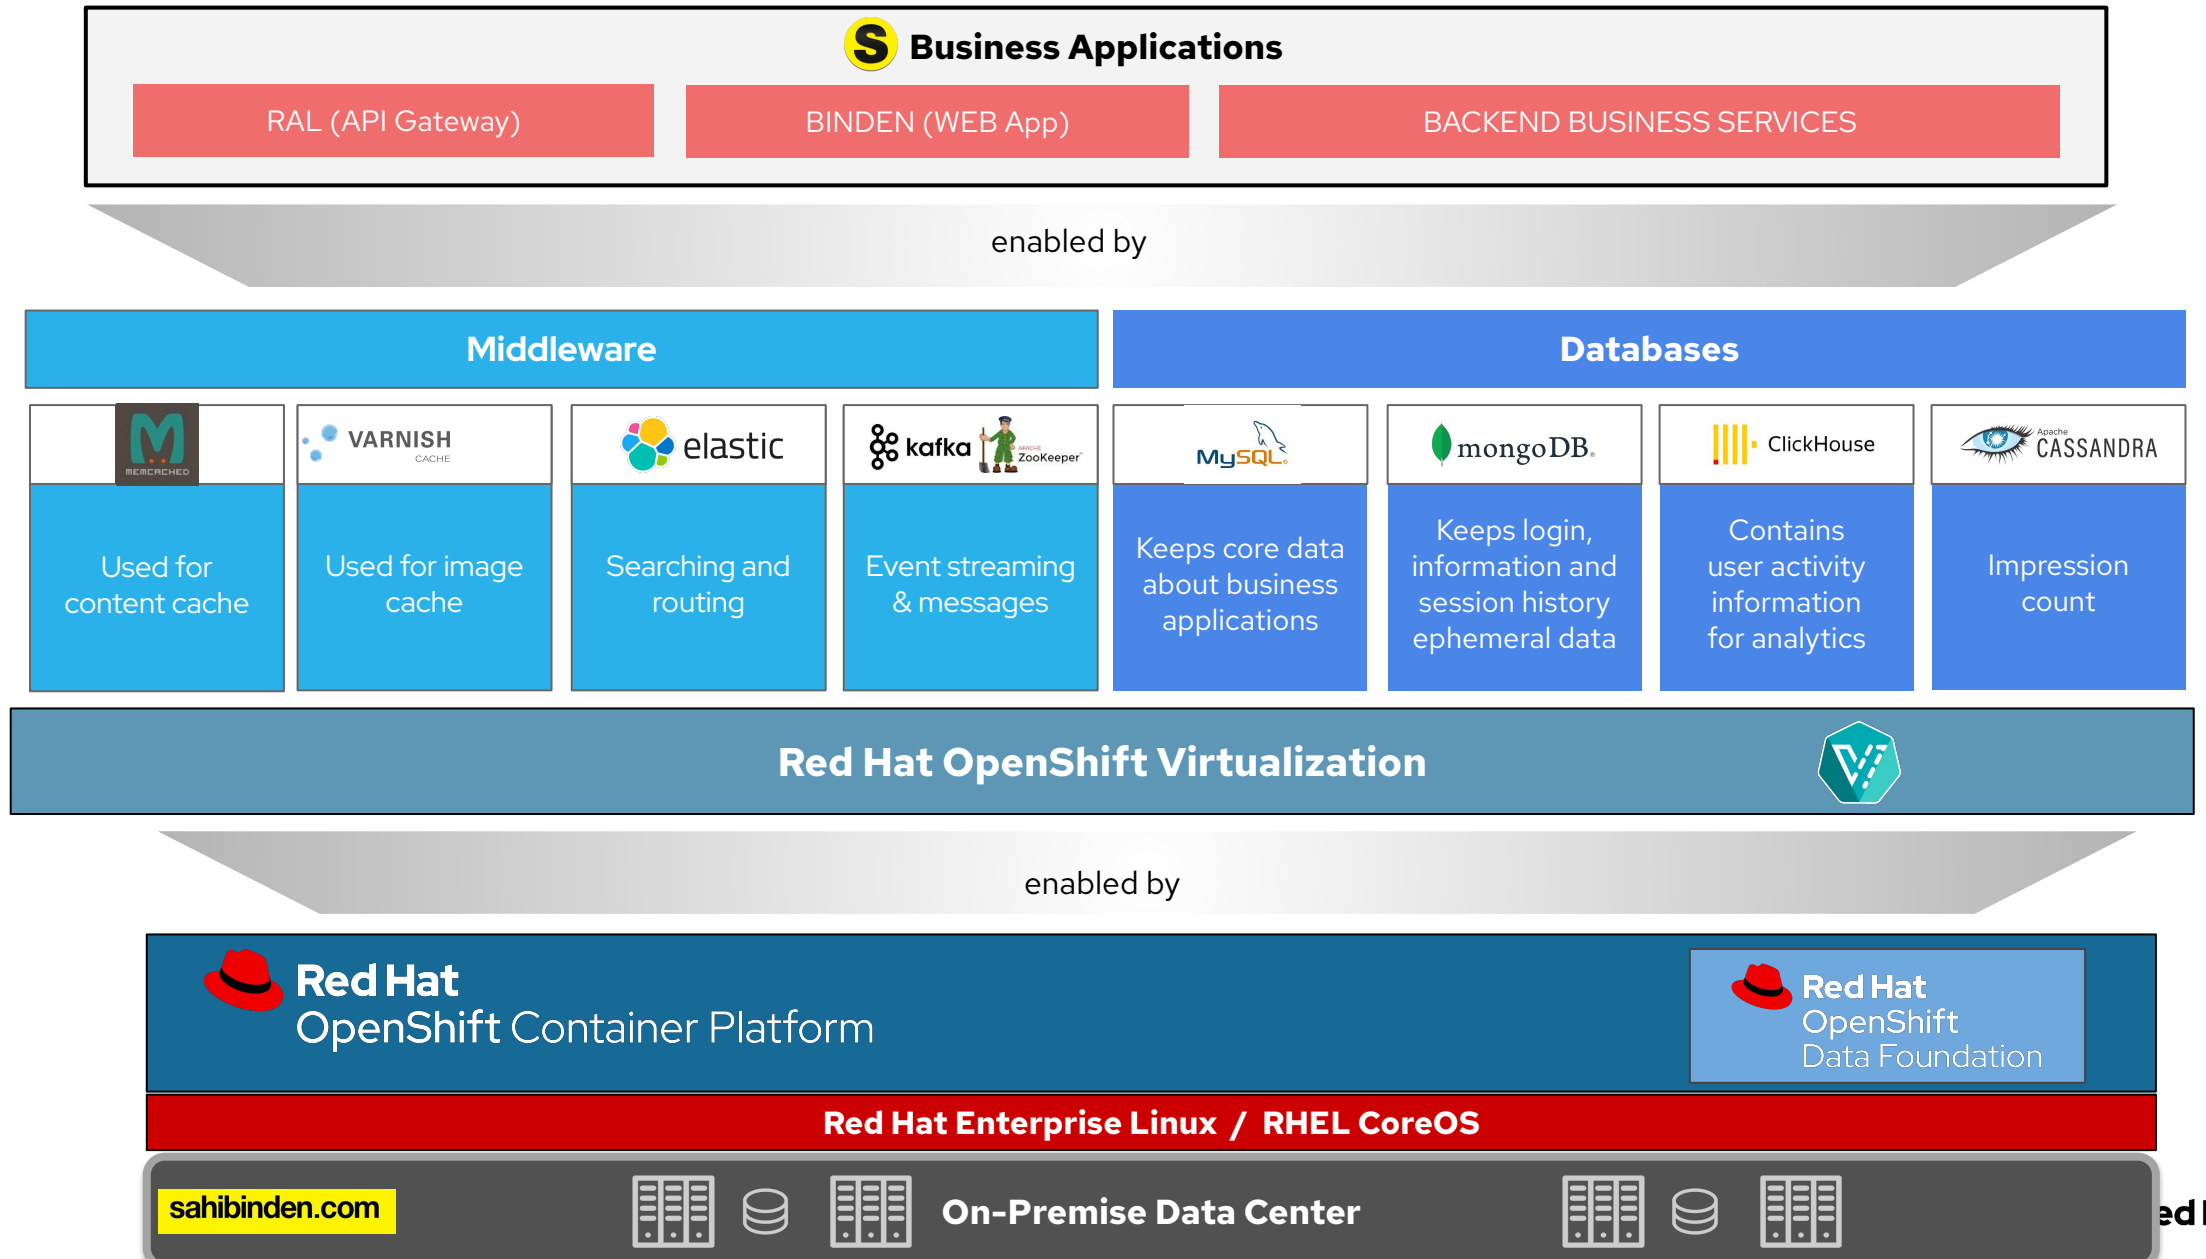 S Business Applications
RAL (API Gateway)
BINDEN (WEB App)
BACKEND BUSINESS SERVICES
enabled by
Middleware
Databases
MEMCACHED
VARNISH
CACHE
elastic
kafka
APACHE
ZooKeeper™
MySQL®
mongoDB®
ClickHouse
Apache
CASSANDRA
Used for
content cache
Used for image
cache
Searching and
routing
Event streaming
& messages
Keeps core data
about business
applications
Keeps login,
information and
session history
ephemeral data
Contains
user activity
information
for analytics
Impression
count
Red Hat OpenShift Virtualization
enabled by
Red Hat
OpenShift Container Platform
Red Hat
OpenShift
Data Foundation
Red Hat Enterprise Linux / RHEL CoreOS
sahibinden.com
On-Premise Data Center